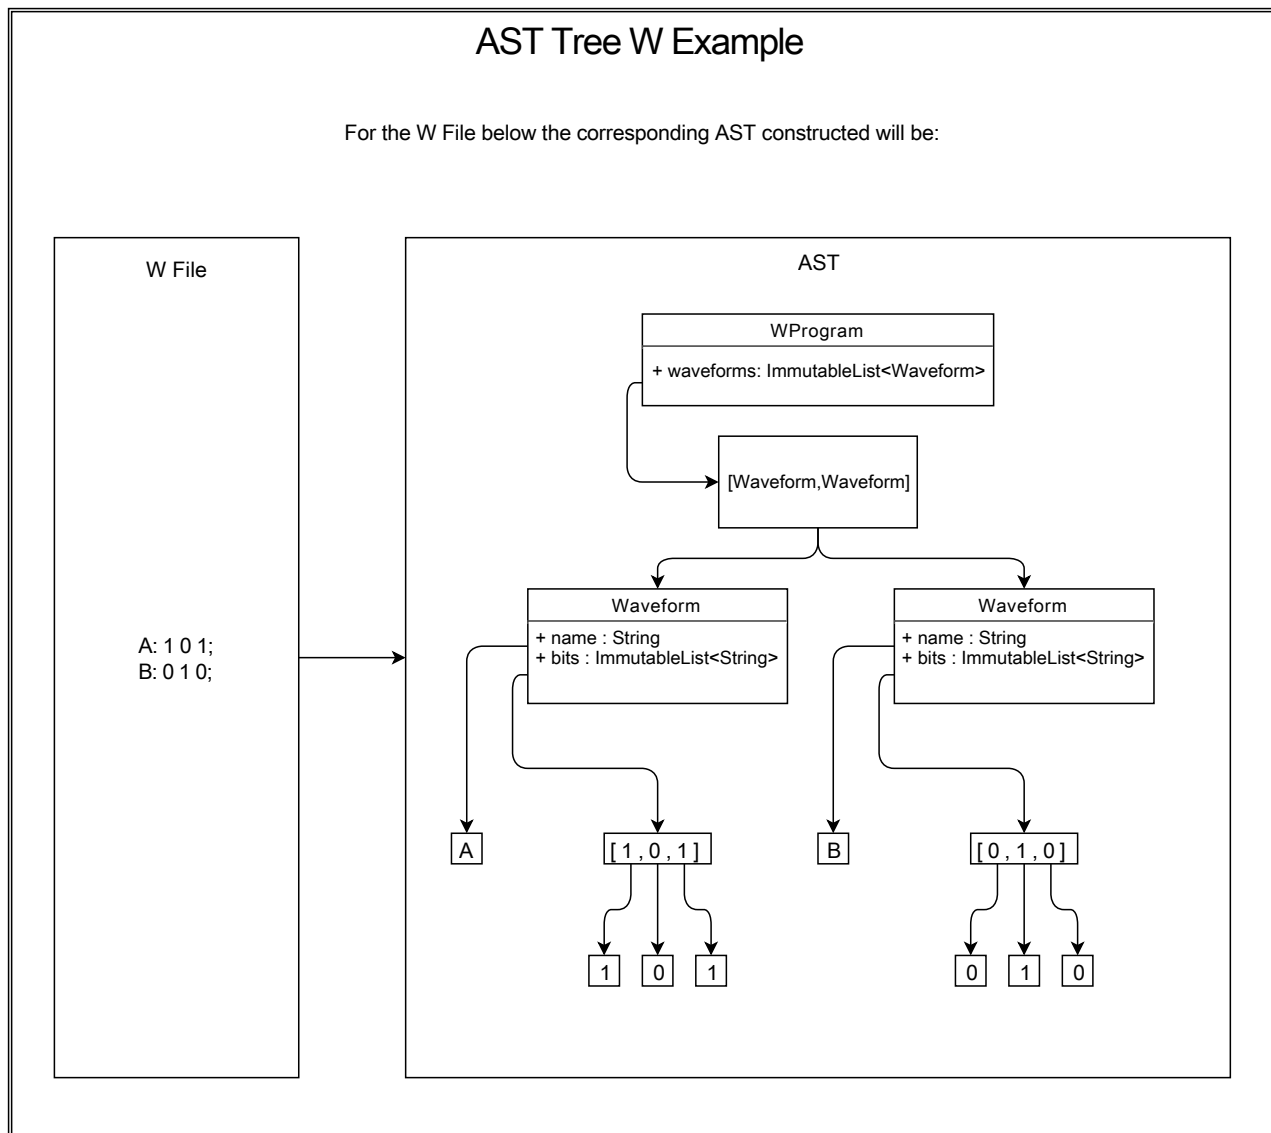 AST Tree W Example
For the W File below the corresponding AST constructed will be:
W File
A: 1 0 1;
B: 0 1 0;
AST
WProgram
+ waveforms: ImmutableList<Waveform>
[Waveform,Waveform]
Waveform
+ name : String
+ bits : ImmutableList<String>
Waveform
+ name : String
+ bits : ImmutableList<String>
A
[ 1 , 0 , 1 ]
B
[ 0 , 1 , 0 ]
1
0
1
0
1
0